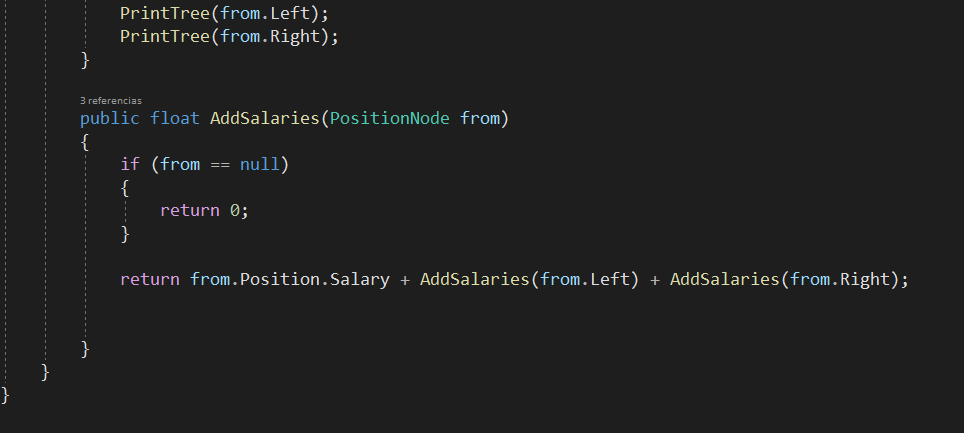 PrintTree(from.Left);
PrintTree(from.Right);
}
3 referencias
public float AddSalaries(PositionNode from)
{
if (from == null)
{
return 0;
}
return from.Position.Salary + AddSalaries(from.Left) + AddSalaries(from.Right);
}
}
}